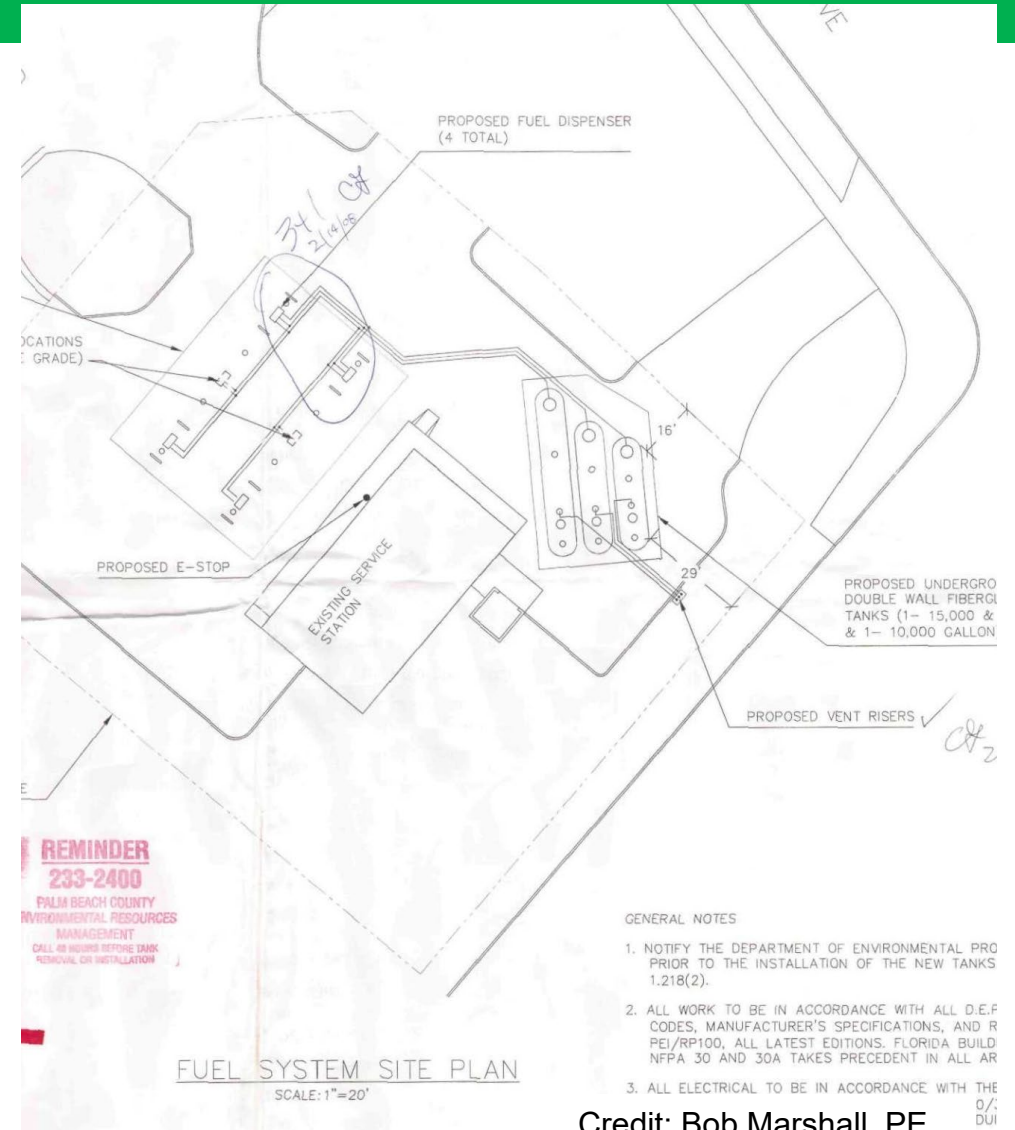 VE
PROPOSED FUEL DISPENSER
(4 TOTAL)
341
2/14/08
OCATIONS
GRADE)
16'
PROPOSED E-STOP
EXISTING SERVICE
STATION
29'
PROPOSED UNDERGRO
DOUBLE WALL FIBERGL
TANKS (1- 15,000 &
& 1- 10,000 GALLON
PROPOSED VENT RISERS
E
REMINDER
233-2400
PALM BEACH COUNTY
NVIRONMENTAL RESOURCES
MANAGEMENT
CALL 48 HOURS BEFORE TANK
REMOVAL OR INSTALLATION
GENERAL NOTES
1. NOTIFY THE DEPARTMENT OF ENVIRONMENTAL PRO
PRIOR TO THE INSTALLATION OF THE NEW TANKS
1.218(2).
2. ALL WORK TO BE IN ACCORDANCE WITH ALL D.E.P
CODES, MANUFACTURER'S SPECIFICATIONS, AND R
PEI/RP100, ALL LATEST EDITIONS. FLORIDA BUILD
NFPA 30 AND 30A TAKES PRECEDENT IN ALL AR
3. ALL ELECTRICAL TO BE IN ACCORDANCE WITH THE
FUEL SYSTEM SITE PLAN
SCALE: 1"=20'
Credit: Bob Marshall, PE